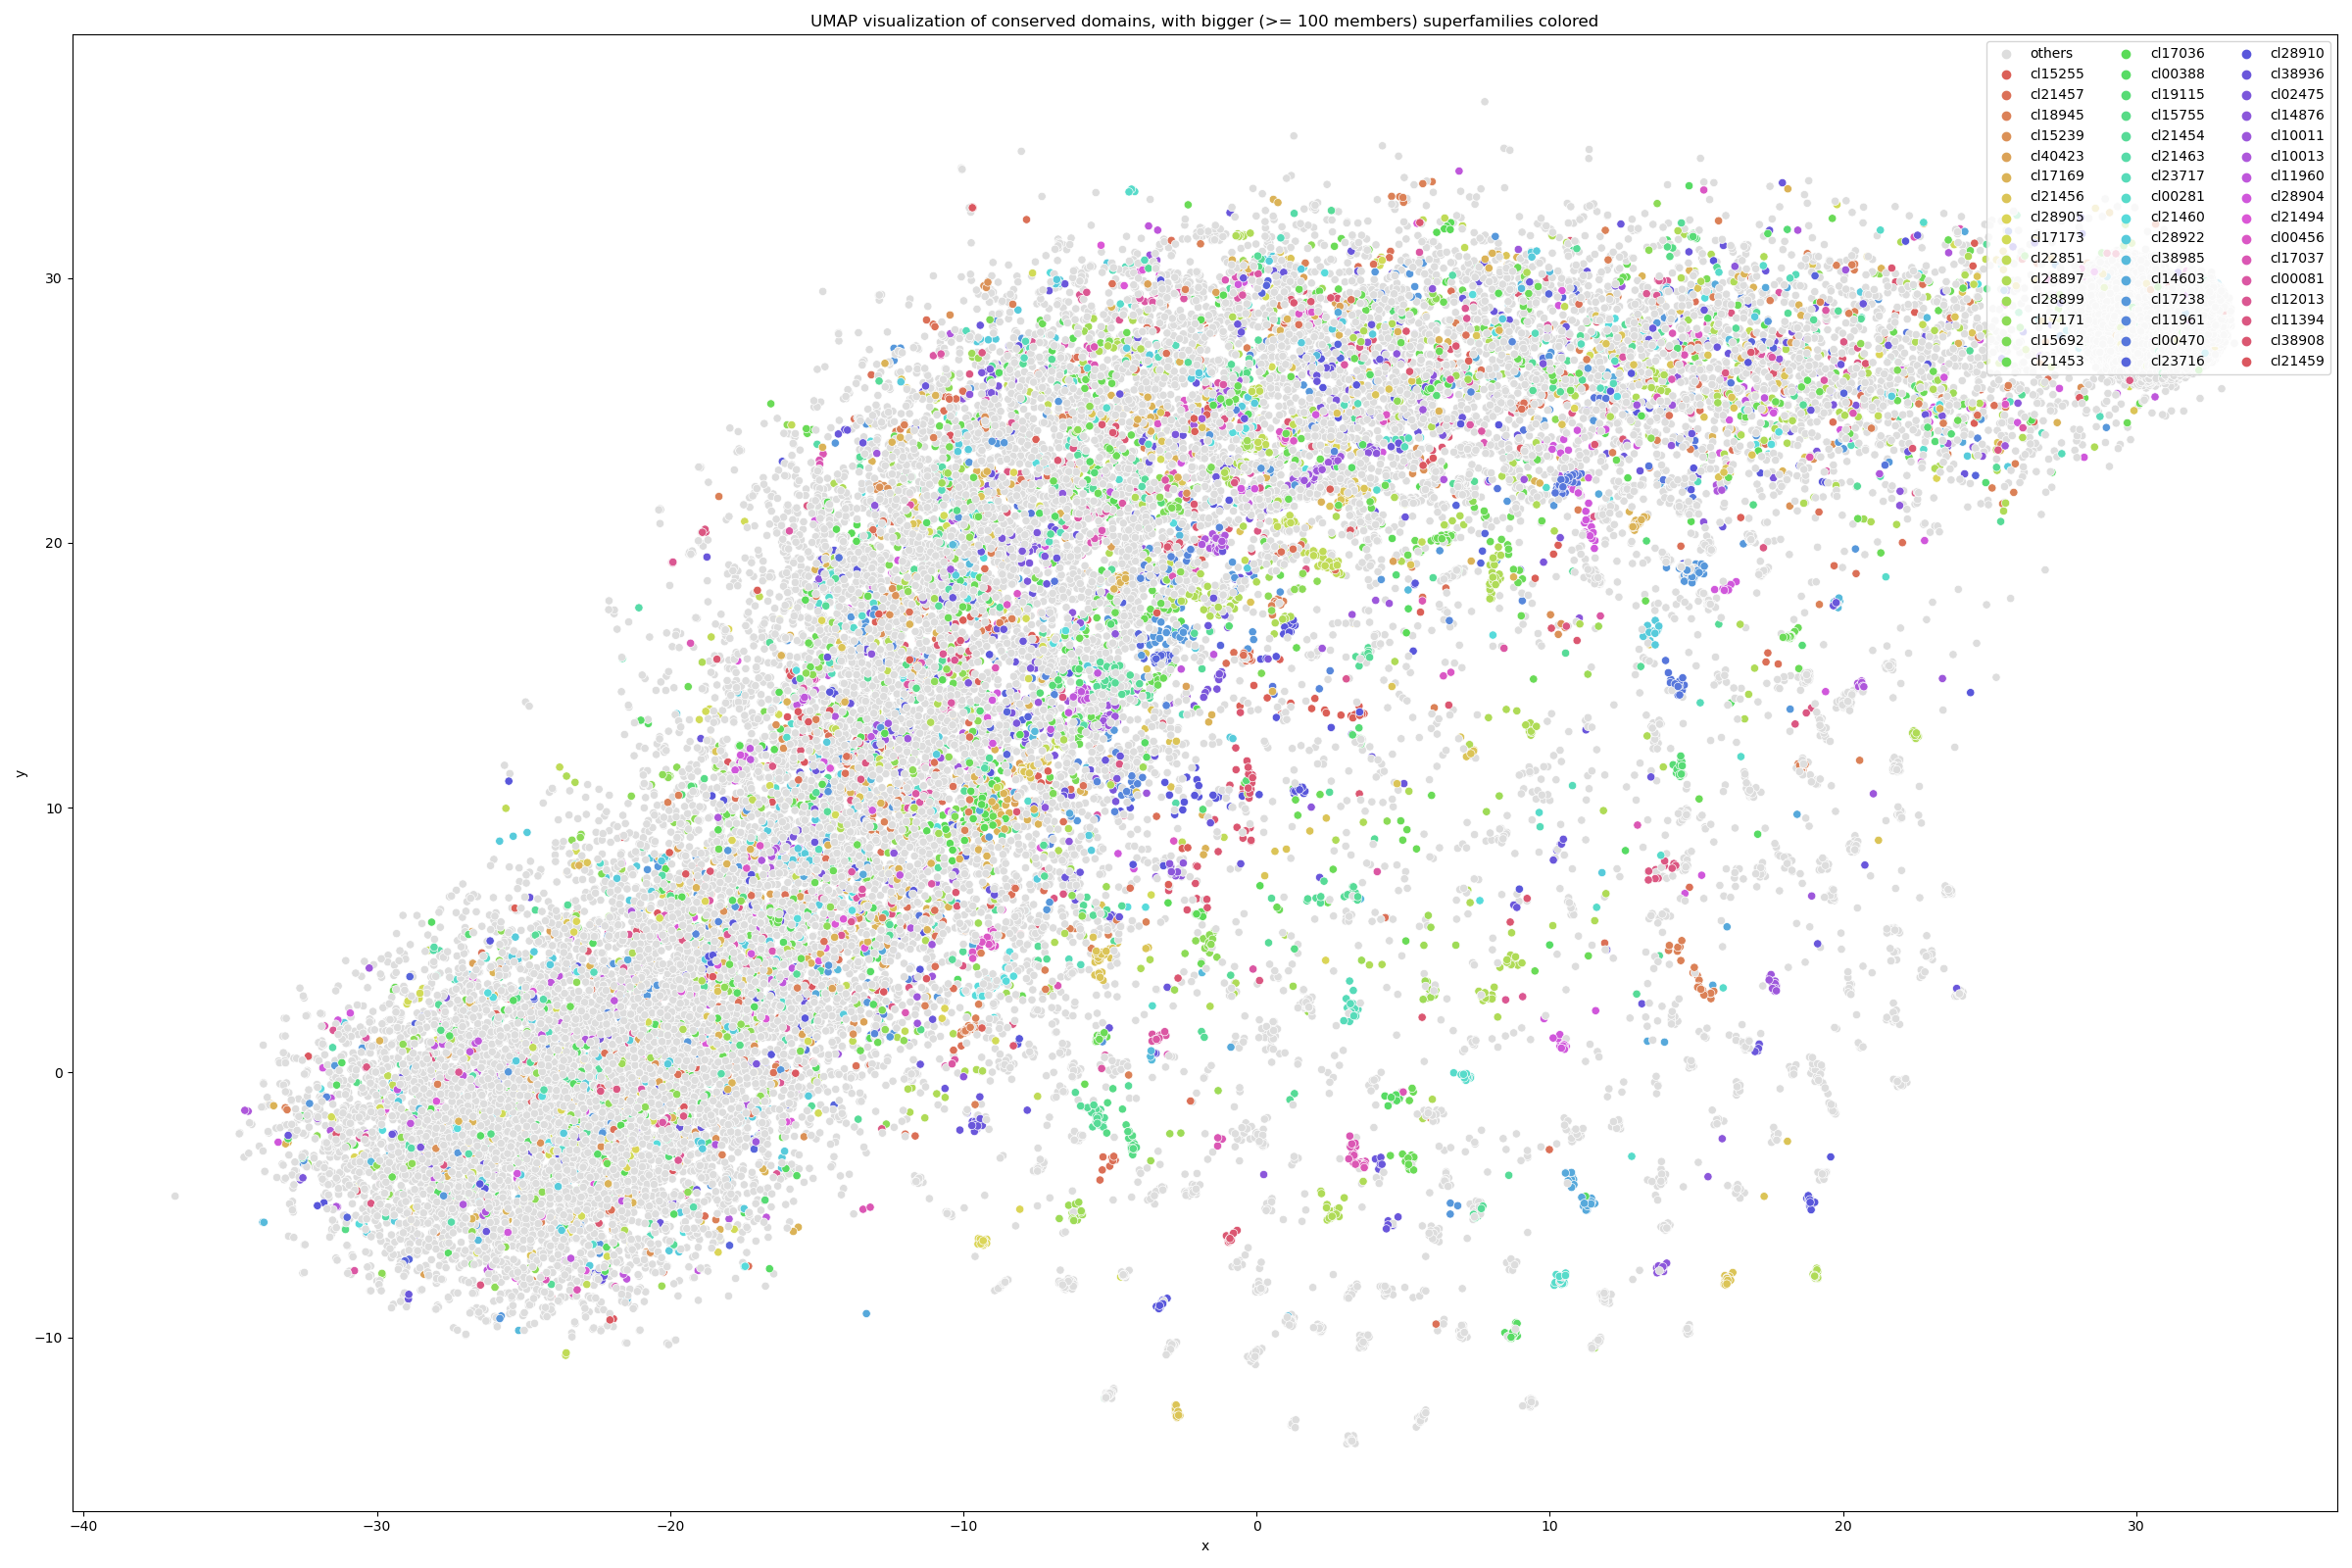 UMAP visualization of conserved domains, with bigger (>= 100 members) superfamilies colored
others cl17036 cl28910
cl15255 cl00388 cl38936
cl21457 cl19115 cl02475
cl18945 cl15755 cl14876
cl15239 cl21454 cl10011
cl40423 cl21463 cl10013
cl17169 cl23717 cl11960
cl21456 cl00281 cl28904
cl28905 cl21460 cl21494
cl17173 cl28922 cl00456
cl22851 cl38985 cl17037
cl28897 cl14603 cl00081
cl28899 cl17238 cl12013
cl17171 cl11961 cl11394
cl15692 cl00470 cl38908
cl21453 cl23716 cl21459
30
20
y
10
0
−10
−40 −30 −20 −10 0 10 20 30
x